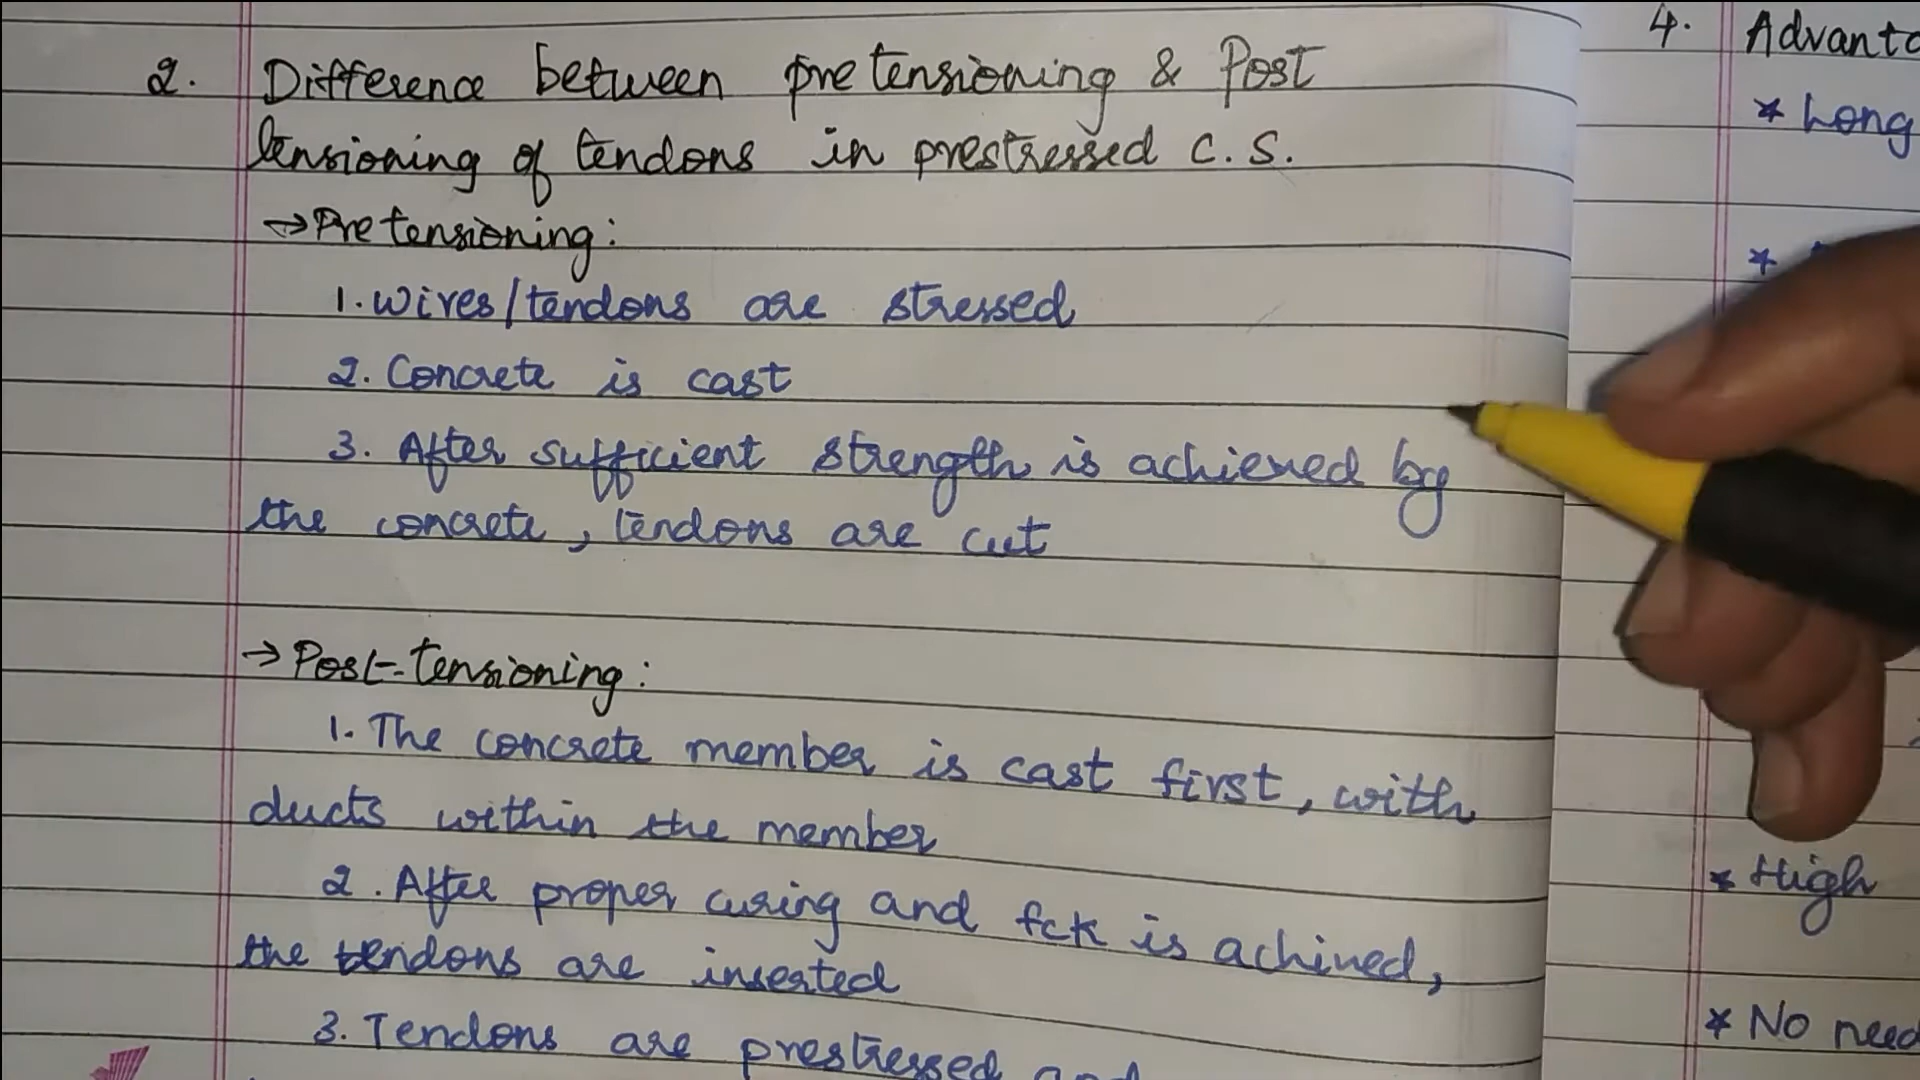 2. Difference between pretensioning & Post
tensioning of tendons in prestressed C.S.
→Pretensioning:
1. Wires/tendons are stressed
2. Concrete is cast
3. After sufficient strength is achieved by
the concrete, tendons are cut
→Post-tensioning:
1. The concrete member is cast first, with
ducts within the member
2. After proper curing and fck is achived,
the tendons are inserted
3. Tendons are prestressed and
4. Advanta
* Long
*
* High
* No need